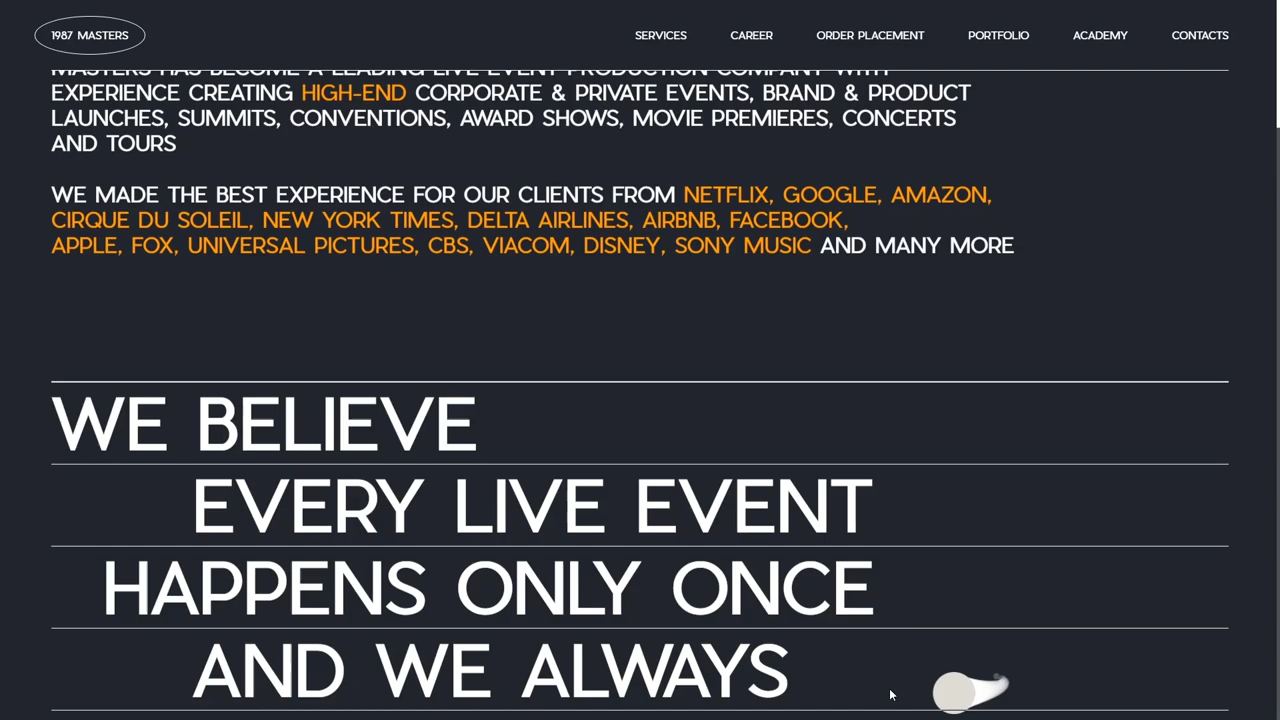 1987 MASTERS
SERVICES CAREER ORDER PLACEMENT PORTFOLIO ACADEMY CONTACTS
MASTERS HAS BECOME A LEADING LIVE EVENT PRODUCTION COMPANY WITH
EXPERIENCE CREATING HIGH-END CORPORATE & PRIVATE EVENTS, BRAND & PRODUCT
LAUNCHES, SUMMITS, CONVENTIONS, AWARD SHOWS, MOVIE PREMIERES, CONCERTS
AND TOURS
WE MADE THE BEST EXPERIENCE FOR OUR CLIENTS FROM NETFLIX, GOOGLE, AMAZON,
CIRQUE DU SOLEIL, NEW YORK TIMES, DELTA AIRLINES, AIRBNB, FACEBOOK,
APPLE, FOX, UNIVERSAL PICTURES, CBS, VIACOM, DISNEY, SONY MUSIC AND MANY MORE
WE BELIEVE
EVERY LIVE EVENT
HAPPENS ONLY ONCE
AND WE ALWAYS